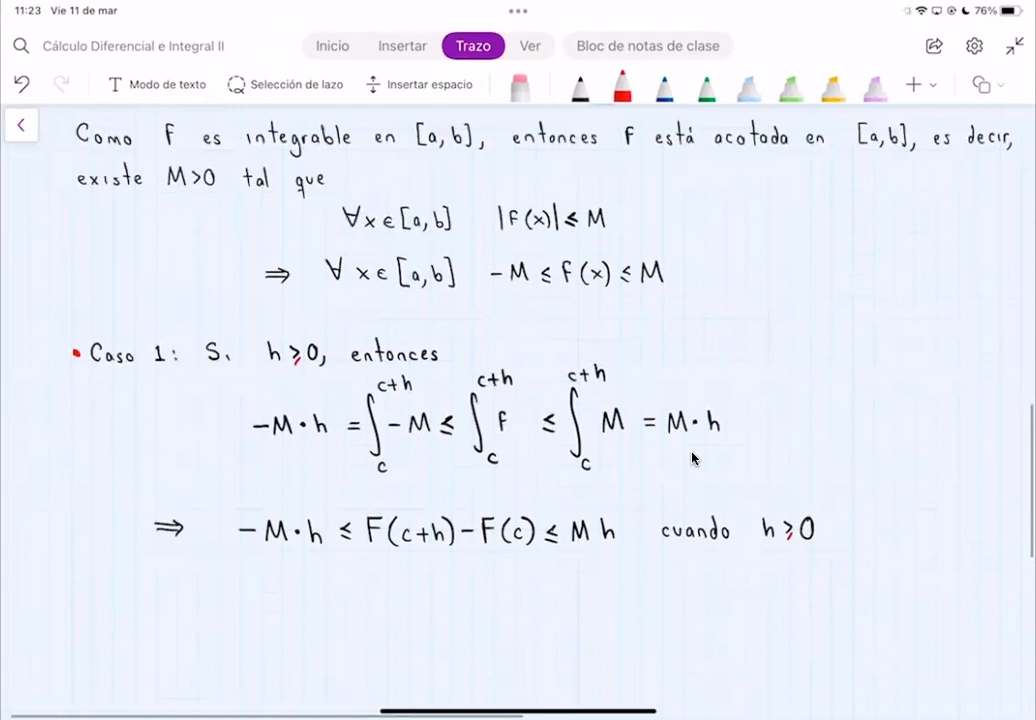 11:23 Vie 11 de mar 76%
Cálculo Diferencial e Integral II Inicio Insertar Trazo Ver Bloc de notas de clase
Modo de texto Selección de lazo Insertar espacio
Como f es integrable en [a,b], entonces f está acotada en [a,b], es decir,
existe M>0 tal que
∀x∈[a,b] |f(x)| ≤ M
⇒ ∀ x∈[a,b] -M ≤ f(x) ≤ M
• Caso 1: Si h≥0, entonces
-M·h = ∫_c^{c+h} -M ≤ ∫_c^{c+h} f ≤ ∫_c^{c+h} M = M·h
⇒ -M·h ≤ F(c+h)-F(c) ≤ M h cuando h≥0